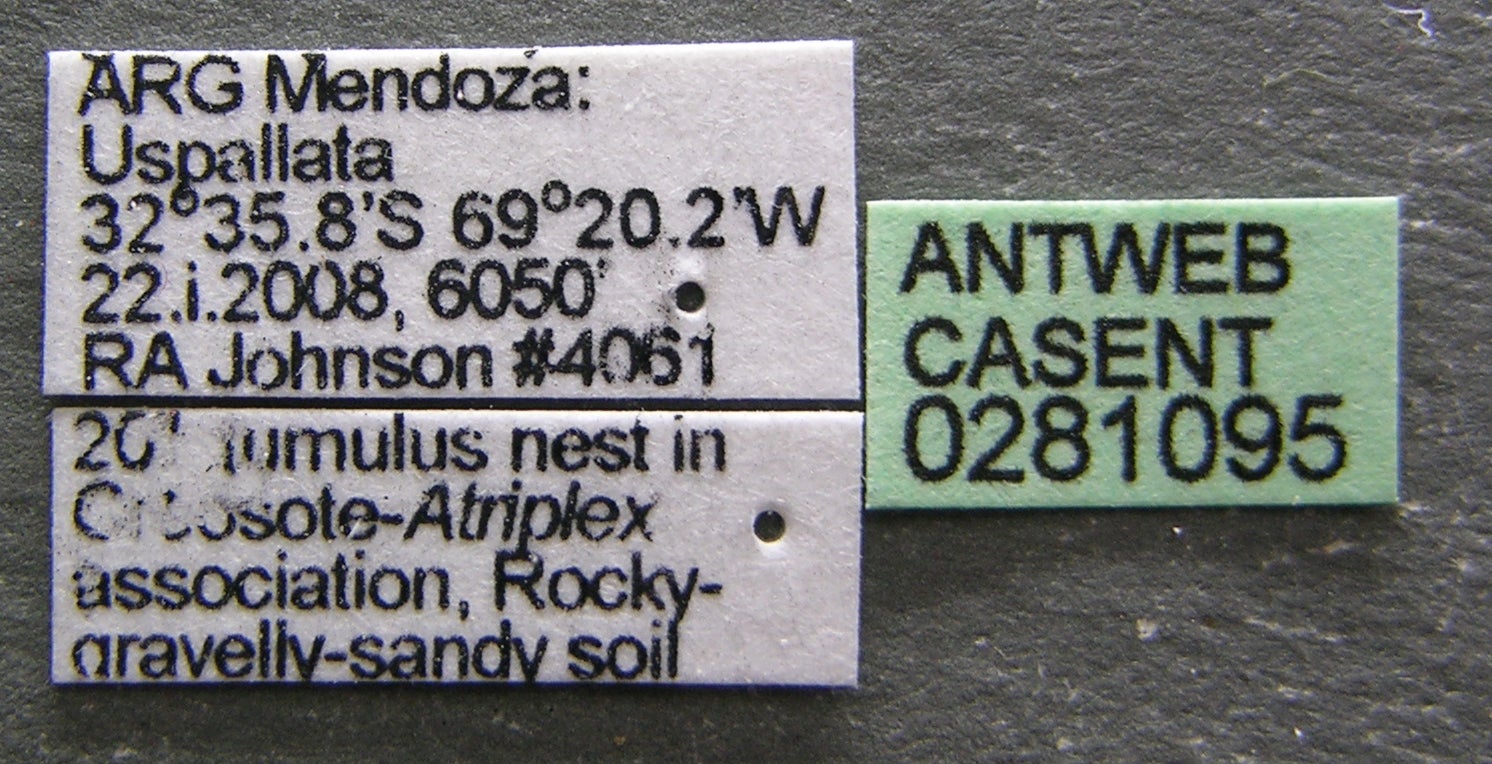 ARG Mendoza:
Uspallata
32°35.8'S 69°20.2'W
22.i.2008, 6050'
RA Johnson #4061
tumulus nest in
Creosote-Atriplex
association, Rocky-
gravelly-sandy soil
ANTWEB
CASENT
0281095